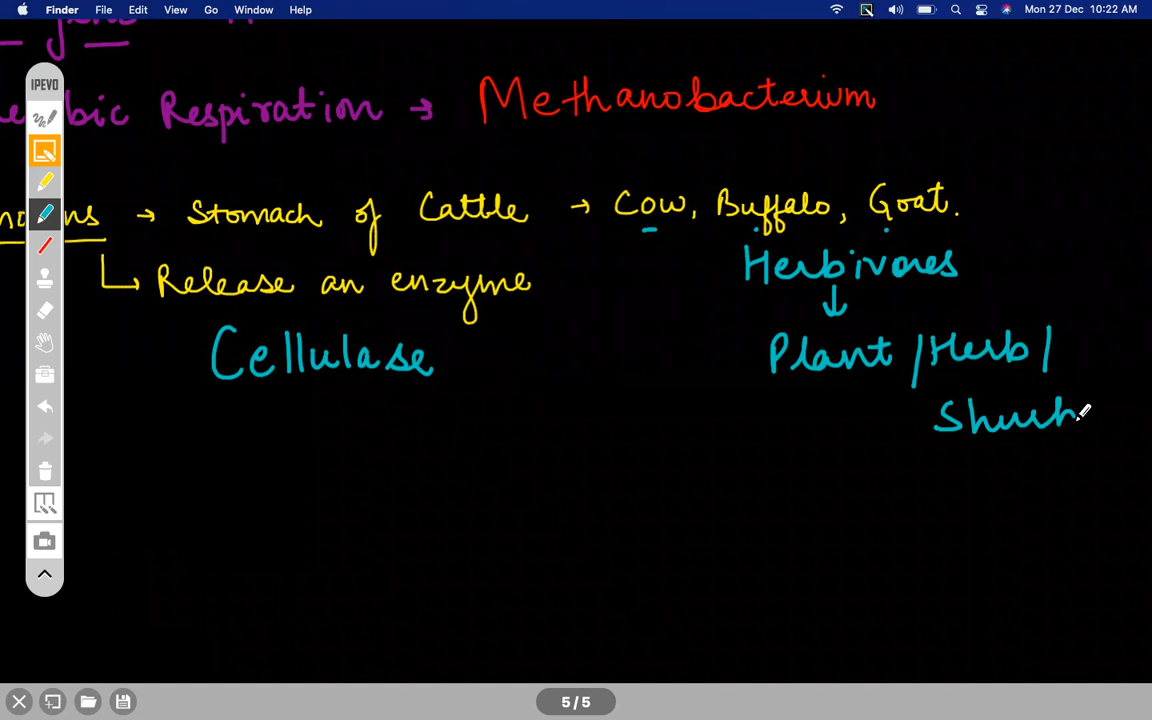 Finder File Edit View Go Window Help Mon 27 Dec 10:22 AM
IPEVO
bic Respiration → Methanobacterium
ns → Stomach of Cattle → Cow, Buffalo, Goat.
Release an enzyme Herbivores
↓
Cellulase Plant / Herb /
5/5